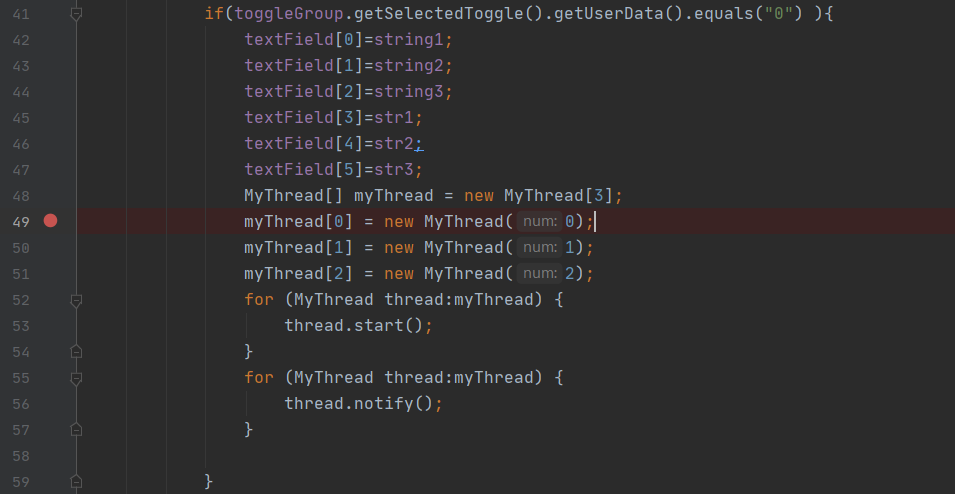 41 if(toggleGroup.getSelectedToggle().getUserData().equals("0") ){
42 textField[0]=string1;
43 textField[1]=string2;
44 textField[2]=string3;
45 textField[3]=str1;
46 textField[4]=str2;
47 textField[5]=str3;
48 MyThread[] myThread = new MyThread[3];
49 myThread[0] = new MyThread( num: 0);
50 myThread[1] = new MyThread( num: 1);
51 myThread[2] = new MyThread( num: 2);
52 for (MyThread thread:myThread) {
53 thread.start();
54 }
55 for (MyThread thread:myThread) {
56 thread.notify();
57 }
58
59 }